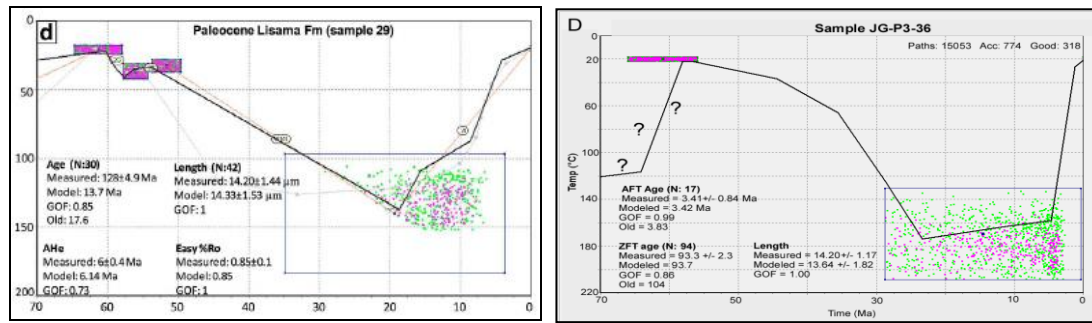 d
Paleocene Lisama Fm (sample 29)
0
50
100
150
200
70
60
50
40
30
20
10
0
Age (N:30)
Measured: 128±4.9 Ma
Model: 13.7 Ma
GOF: 0.85
Old: 17.6
Length (N:42)
Measured: 14.20±1.44 µm
Model: 14.33±1.53 µm
GOF: 1
AHe
Measured: 6±0.4 Ma
Model: 6.14 Ma
GOF: 0.73
Easy %Ro
Measured: 0.85±0.1
Model: 0.85
GOF: 1
D
Sample JG-P3-36
Paths: 15053 Acc: 774 Good: 318
0
20
60
100
140
180
220
Temp (°C)
? ? ?
AFT Age (N: 17)
Measured = 3.41+/- 0.84 Ma
Modeled = 3.42 Ma
GOF = 0.99
Old = 3.83
ZFT age (N: 94)
Measured = 93.3 +/- 2.3
Modeled = 93.7
GOF = 0.86
Old = 104
Length
Measured = 14.20+/- 1.17
Modeled = 13.64 +/- 1.82
GOF = 1.00
70
50
30
10
0
Time (Ma)